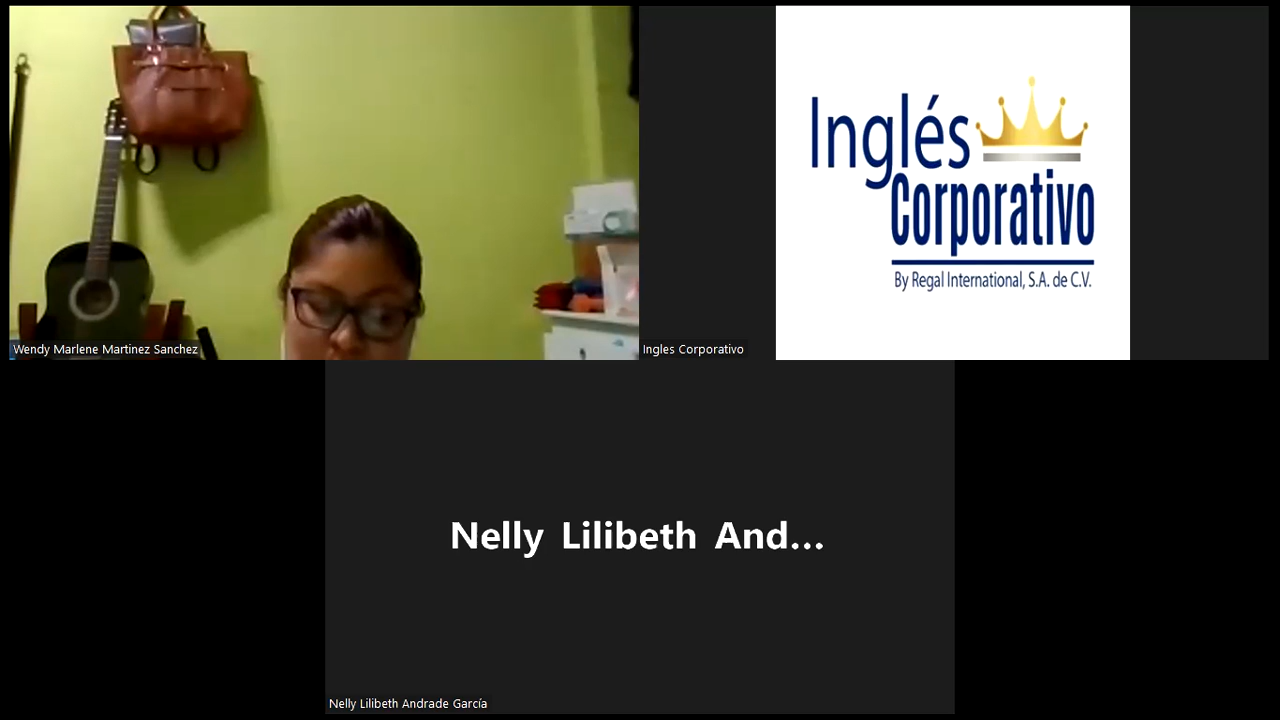 Wendy Marlene Martinez Sanchez
Inglés
Corporativo
By Regal International, S.A. de C.V.
Ingles Corporativo
Nelly Lilibeth And...
Nelly Lilibeth Andrade García